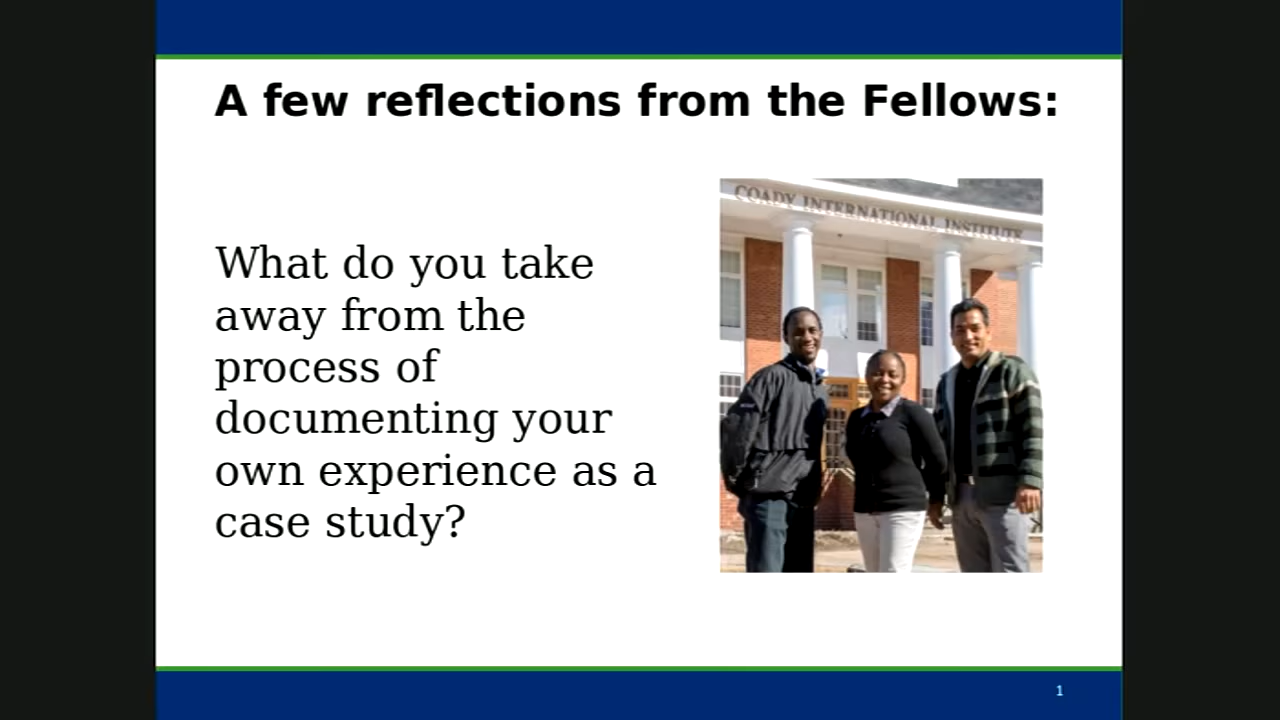 A few reflections from the Fellows:
COADY INTERNATIONAL INSTITUTE
What do you take
away from the
process of
documenting your
own experience as a
case study?
1